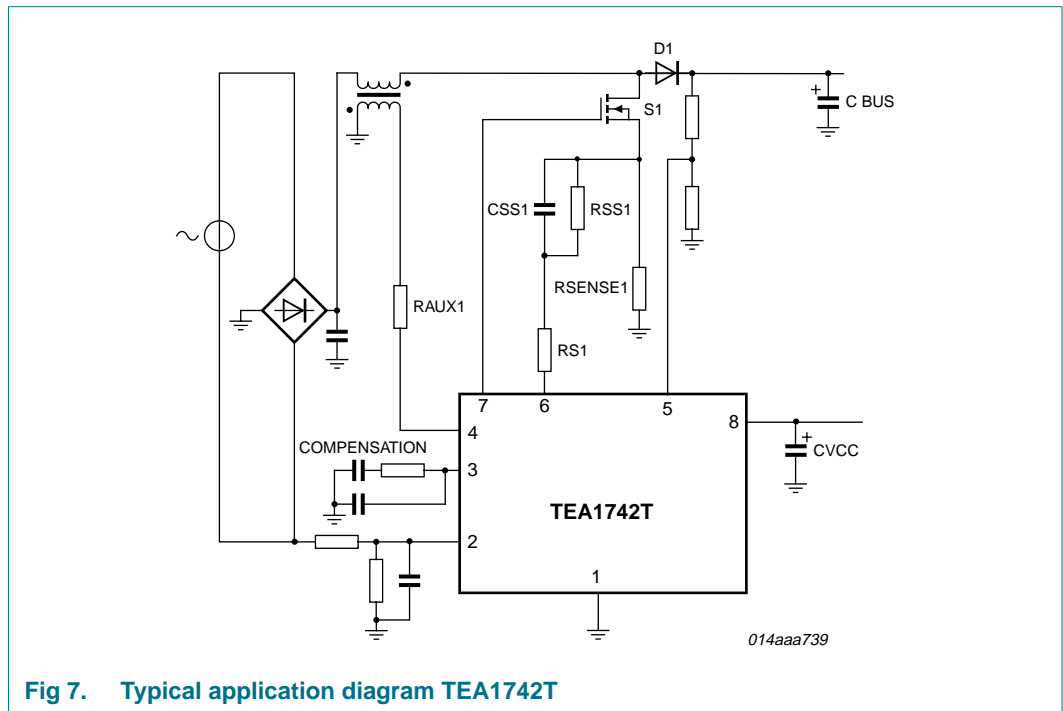 D1
C BUS
S1
CSS1
RSS1
RSENSE1
RAUX1
RS1
7
6
5
8
4
COMPENSATION
CVCC
3
TEA1742T
2
1
014aaa739
Fig 7. Typical application diagram TEA1742T